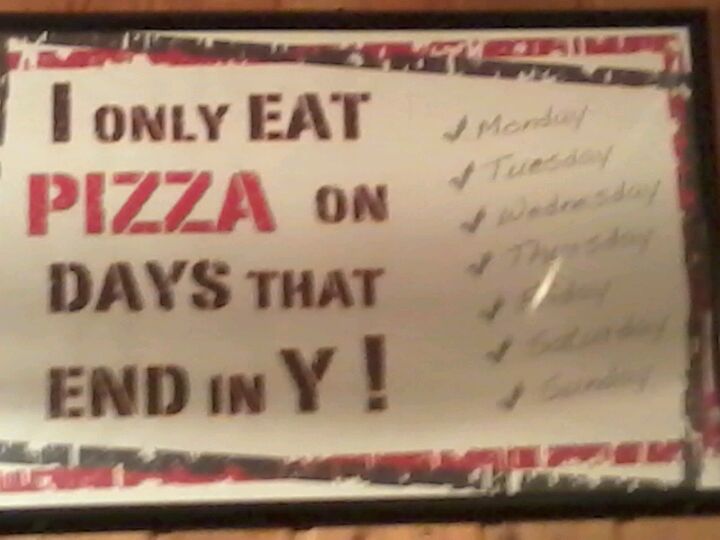 I ONLY EAT
PIZZA ON
DAYS THAT
END IN Y!
✓ Monday
✓ Tuesday
✓ Wednesday
✓ Thursday
✓ Friday
✓ Saturday
✓ Sunday